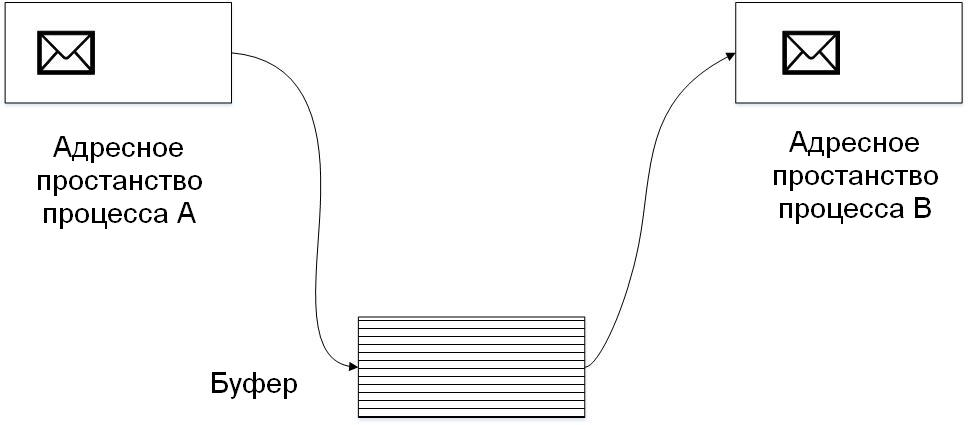 Адресное
простанство
процесса А
Адресное
простанство
процесса В
Буфер